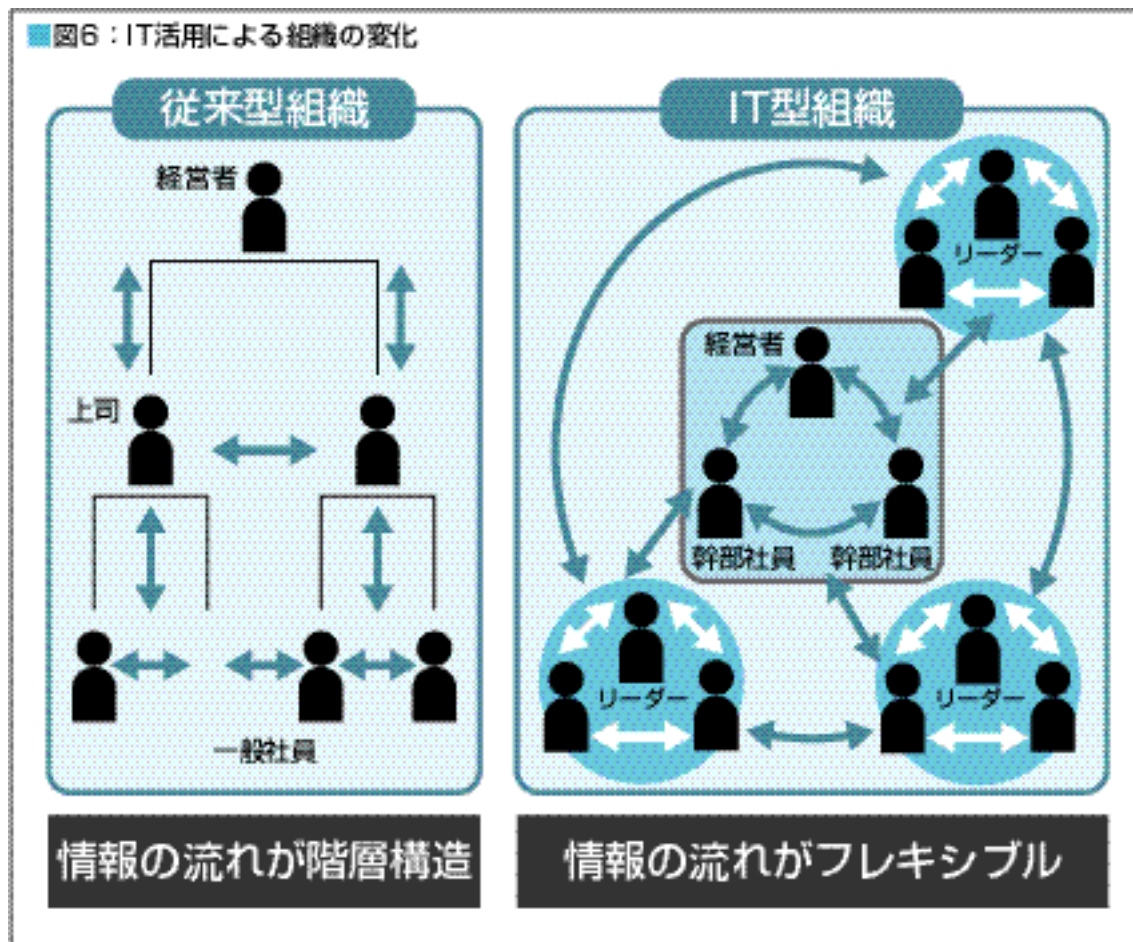 ■図6：IT活用による組織の変化
従来型組織
経営者
上司
一般社員
情報の流れが階層構造
IT型組織
リーダー
経営者
幹部社員 幹部社員
リーダー
リーダー
情報の流れがフレキシブル